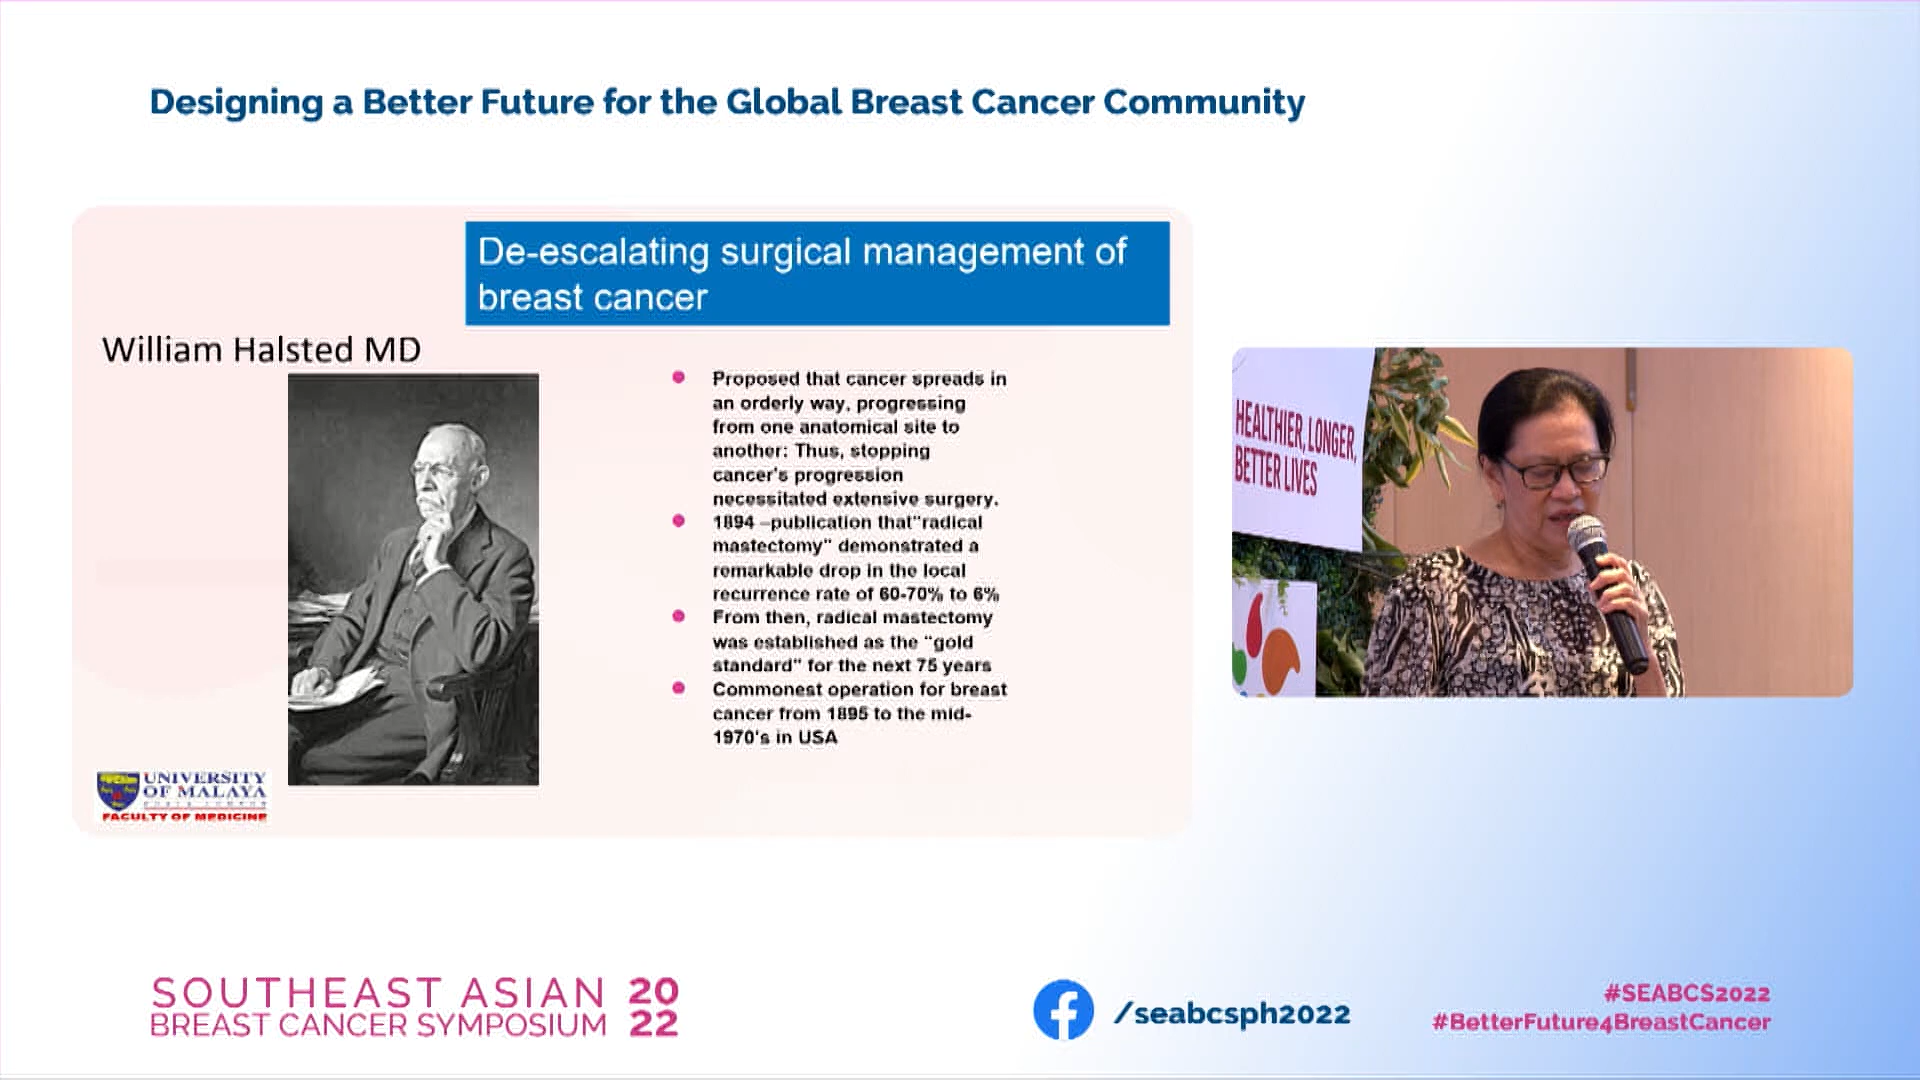 Designing a Better Future for the Global Breast Cancer Community
De-escalating surgical management of
breast cancer
William Halsted MD
● Proposed that cancer spreads in
an orderly way, progressing
from one anatomical site to
another: Thus, stopping
cancer's progression
necessitated extensive surgery.
● 1894 –publication that"radical
mastectomy" demonstrated a
remarkable drop in the local
recurrence rate of 60-70% to 6%
● From then, radical mastectomy
was established as the "gold
standard" for the next 75 years
● Commonest operation for breast
cancer from 1895 to the mid-
1970's in USA
UNIVERSITY
OF MALAYA
FACULTY OF MEDICINE
HEALTHIER, LONGER,
BETTER LIVES
SOUTHEAST ASIAN 20
BREAST CANCER SYMPOSIUM 22
/seabcsph2022
#SEABCS2022
#BetterFuture4BreastCancer